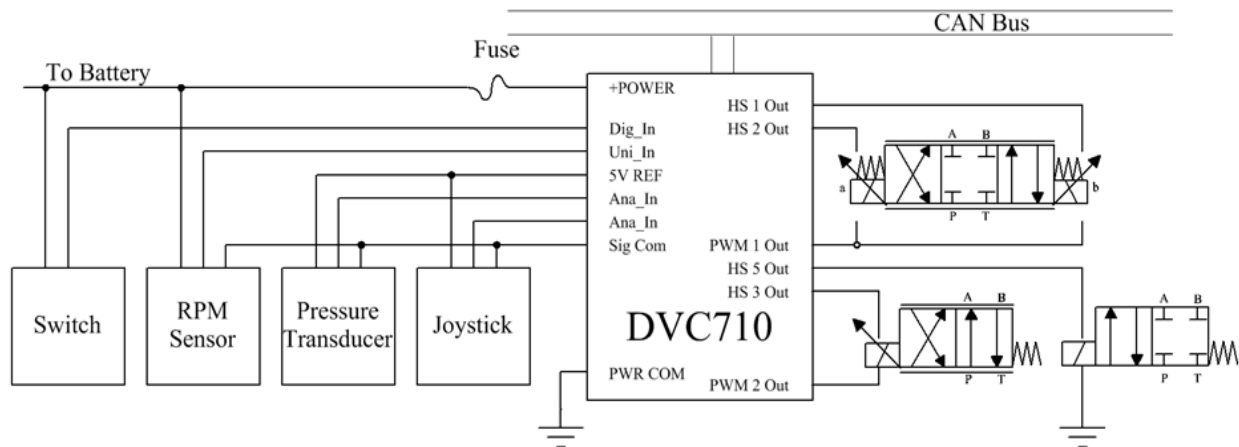 CAN Bus
Fuse
To Battery
+POWER
HS 1 Out
Dig_In
HS 2 Out
Uni_In
5V REF
Ana_In
Ana_In
Sig Com
PWM 1 Out
HS 5 Out
HS 3 Out
DVC710
PWR COM
PWM 2 Out
Switch
RPM
Sensor
Pressure
Transducer
Joystick
A B
a b
P T
A B
P T
A B
P T